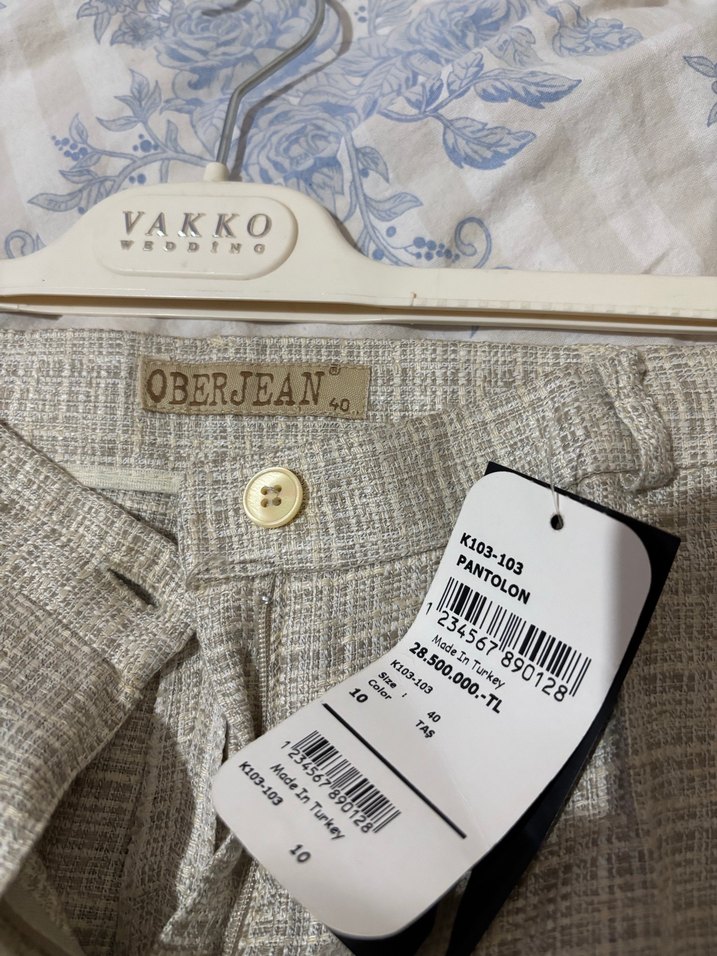 VAKKO
WEDDING
OBERJEAN®
40
K103-103
PANTOLON
1 234567 890128
Made In Turkey
28.500.000.-TL
K103-103
Size : 40
Color TAŞ
10
1 234567 890128
Made In Turkey
K103-103
10